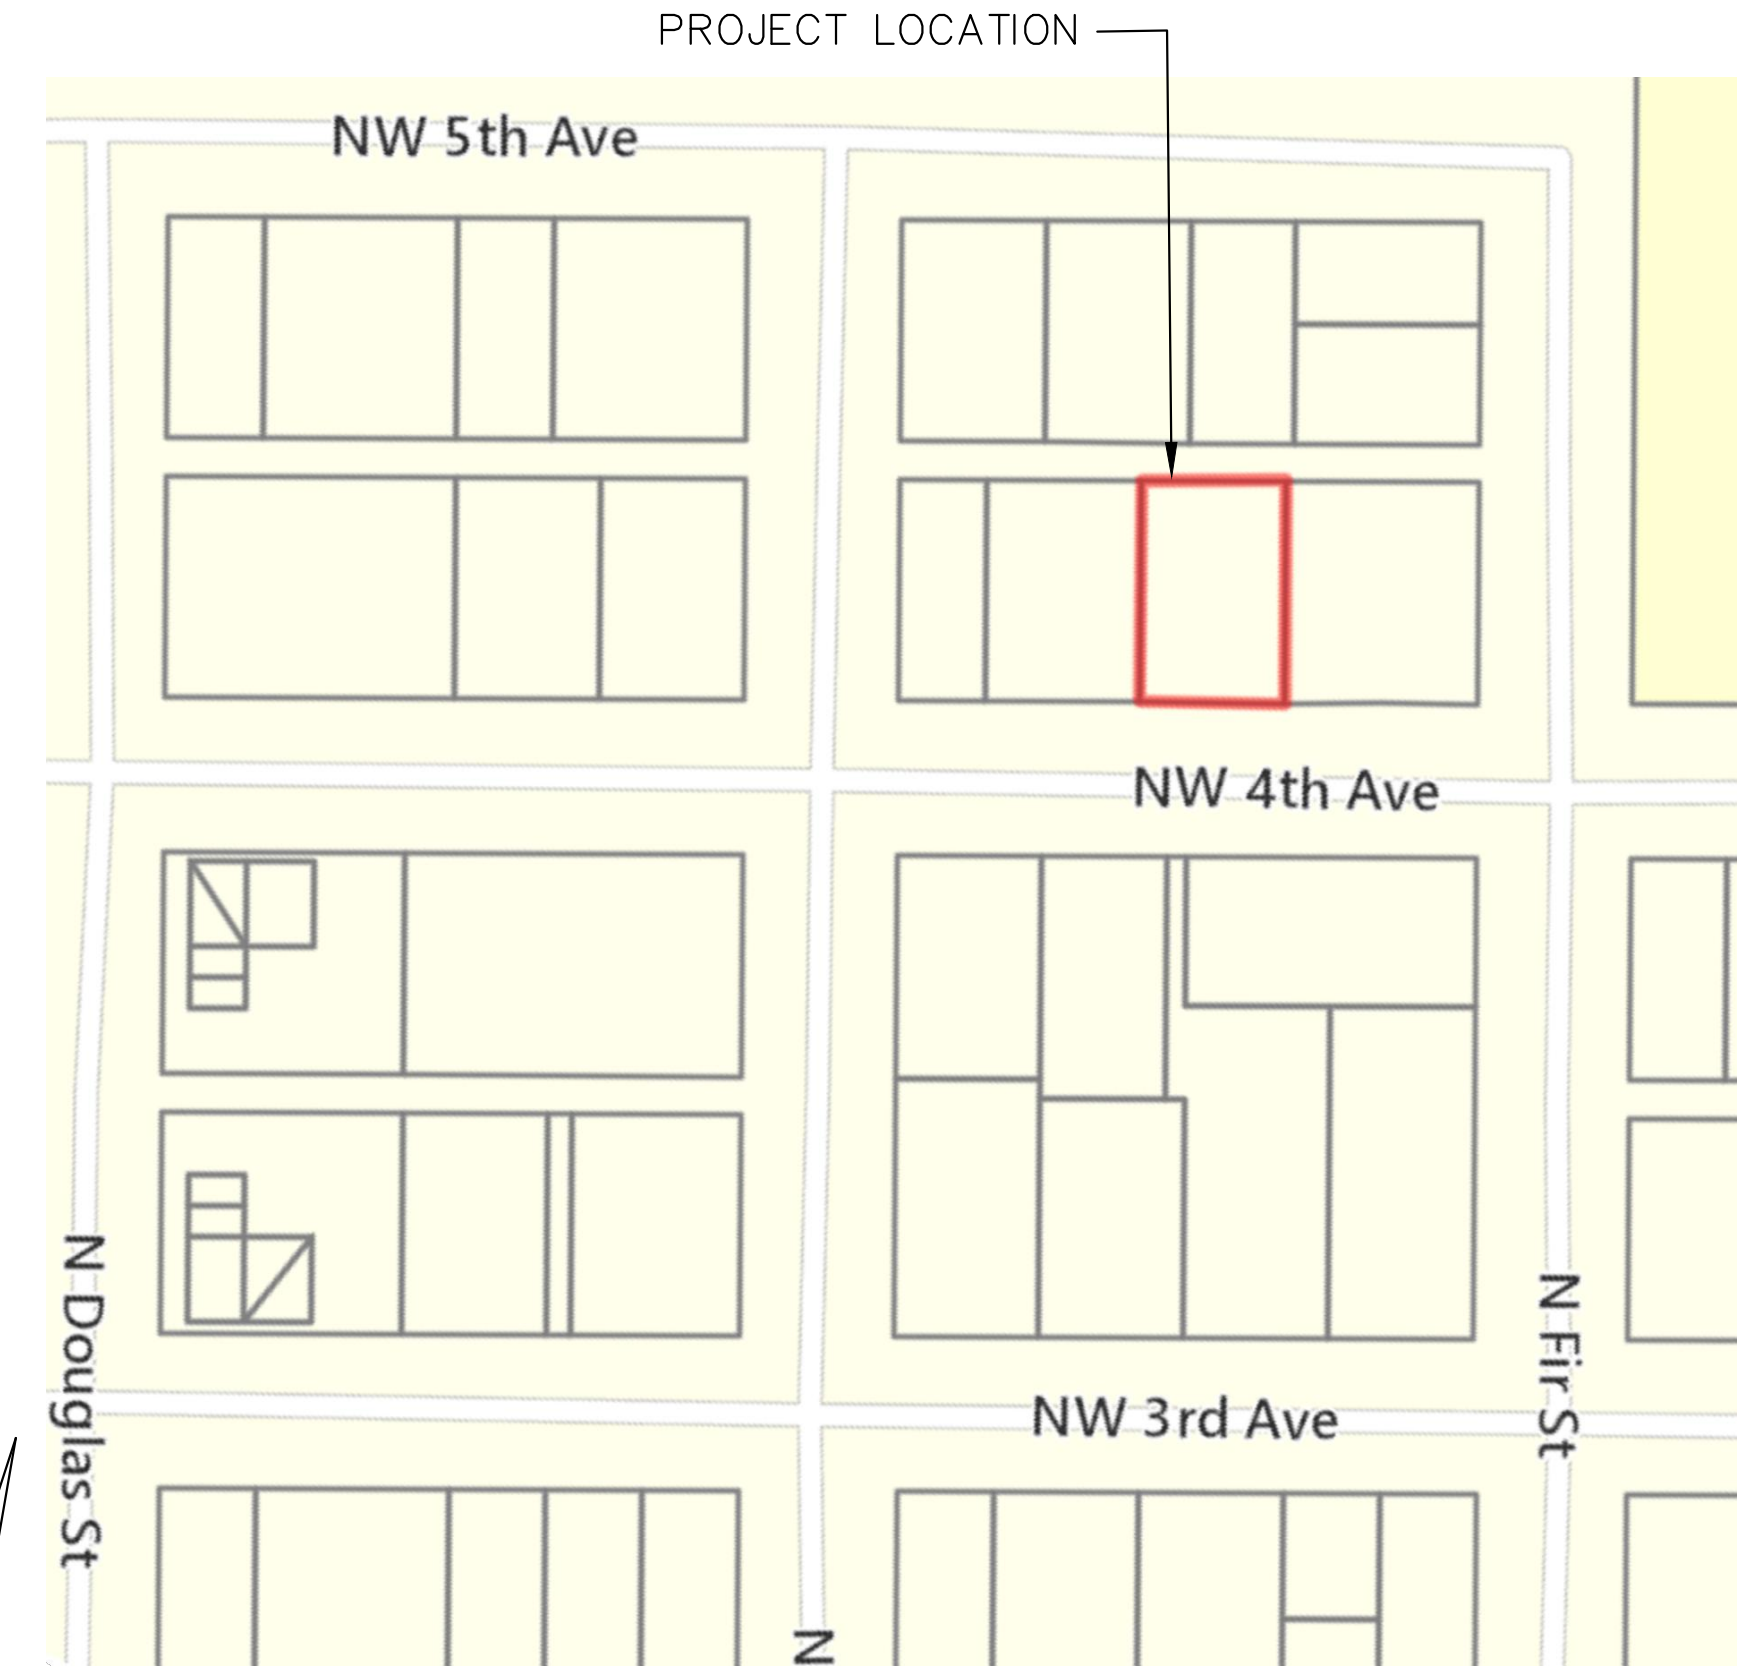 PROJECT LOCATION
NW 5th Ave
NW 4th Ave
N Douglas St
N Fir St
NW 3rd Ave
N